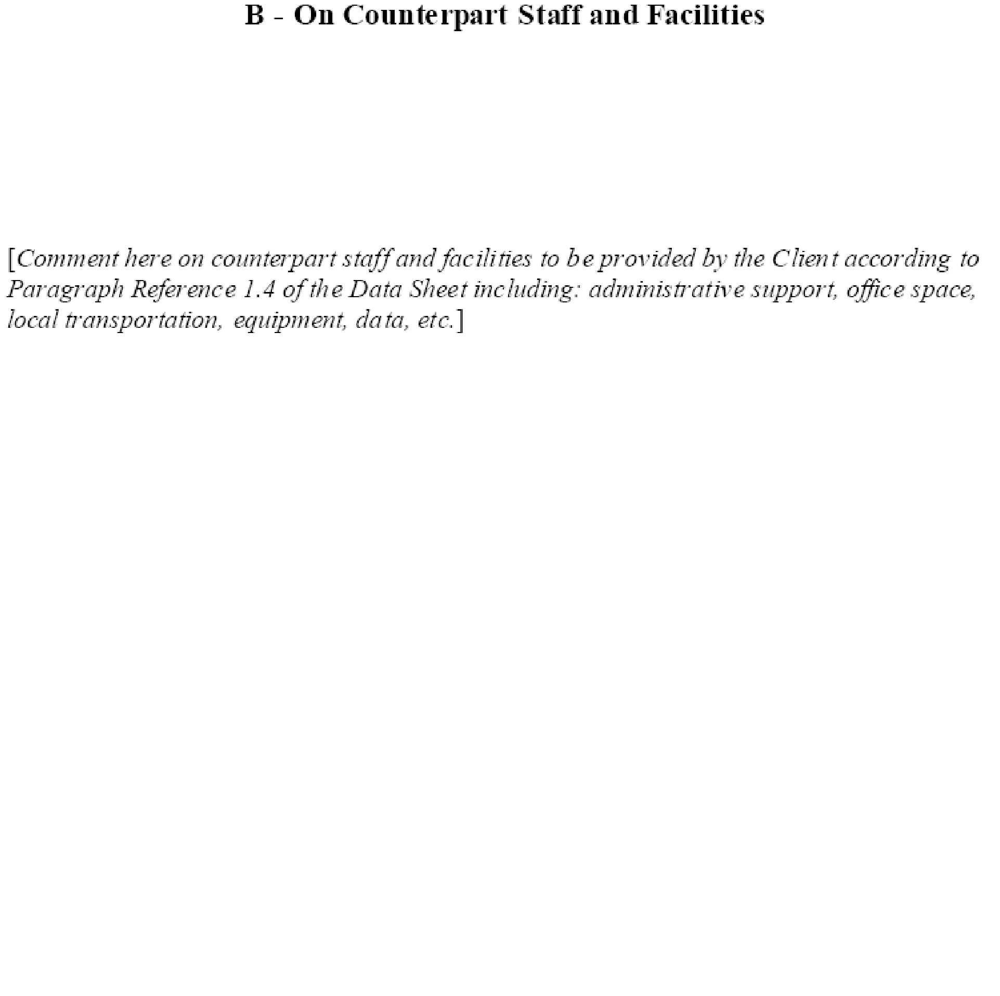 B - On Counterpart Staff and Facilities
[Comment here on counterpart staff and facilities to be provided by the Client according to
Paragraph Reference 1.4 of the Data Sheet including: administrative support, office space,
local transportation, equipment, data, etc.]